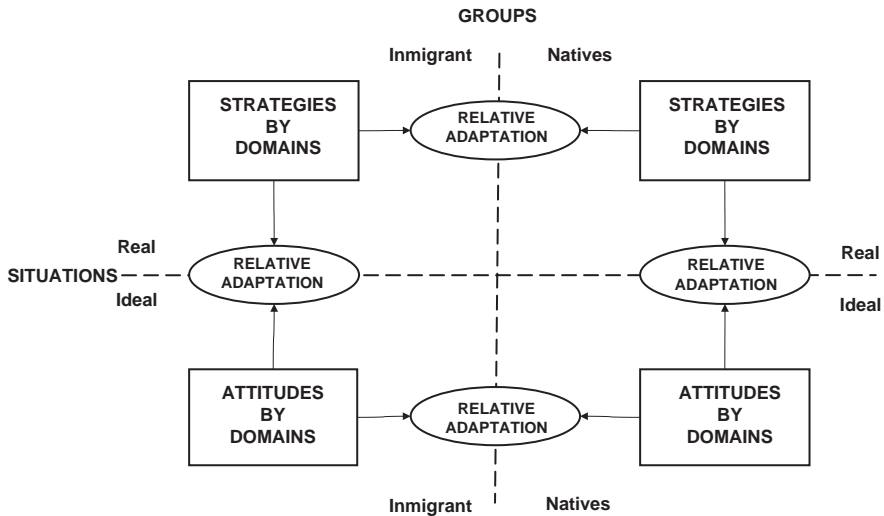 GROUPS
Inmigrant
Natives
STRATEGIES
BY
DOMAINS
RELATIVE
ADAPTATION
STRATEGIES
BY
DOMAINS
Real
SITUATIONS
Ideal
RELATIVE
ADAPTATION
RELATIVE
ADAPTATION
Real
Ideal
ATTITUDES
BY
DOMAINS
RELATIVE
ADAPTATION
ATTITUDES
BY
DOMAINS
Inmigrant
Natives